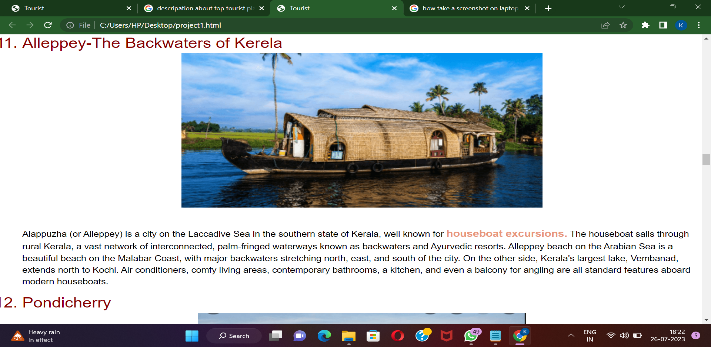 Tourist
descripation about top tourist pl
Tourist
how take a screenshot on laptop
File
C:/Users/HP/Desktop/project1.html
K
11. Alleppey-The Backwaters of Kerela
Alappuzha (or Alleppey) is a city on the Laccadive Sea in the southern state of Kerala, well known for houseboat excursions. The houseboat sails through
rural Kerala, a vast network of interconnected, palm-fringed waterways known as backwaters and Ayurvedic resorts. Alleppey beach on the Arabian Sea is a
beautiful beach on the Malabar Coast, with major backwaters stretching north, east, and south of the city. On the other side, Kerala's largest lake, Vembanad,
extends north to Kochi. Air conditioners, comfy living areas, contemporary bathrooms, a kitchen, and even a balcony for angling are all standard features aboard
modern houseboats.
12. Pondicherry
Heavy rain
In effect
Search
ENG
IN
18:22
26-07-2023